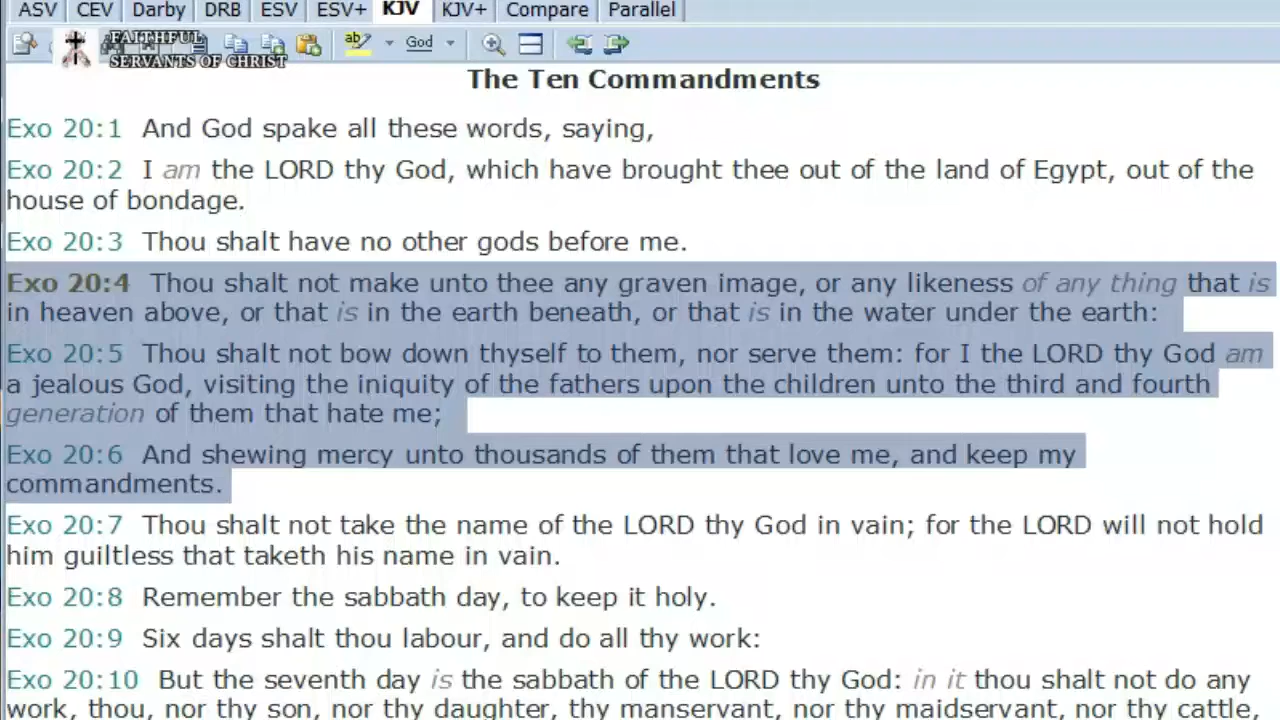 ASV CEV Darby DRB ESV ESV+ KJV KJV+ Compare Parallel
FAITHFUL
SERVANTS OF CHRIST
ab God
The Ten Commandments
Exo 20:1 And God spake all these words, saying,
Exo 20:2 I am the LORD thy God, which have brought thee out of the land of Egypt, out of the
house of bondage.
Exo 20:3 Thou shalt have no other gods before me.
Exo 20:4 Thou shalt not make unto thee any graven image, or any likeness of any thing that is
in heaven above, or that is in the earth beneath, or that is in the water under the earth:
Exo 20:5 Thou shalt not bow down thyself to them, nor serve them: for I the LORD thy God am
a jealous God, visiting the iniquity of the fathers upon the children unto the third and fourth
generation of them that hate me;
Exo 20:6 And shewing mercy unto thousands of them that love me, and keep my
commandments.
Exo 20:7 Thou shalt not take the name of the LORD thy God in vain; for the LORD will not hold
him guiltless that taketh his name in vain.
Exo 20:8 Remember the sabbath day, to keep it holy.
Exo 20:9 Six days shalt thou labour, and do all thy work:
Exo 20:10 But the seventh day is the sabbath of the LORD thy God: in it thou shalt not do any
work, thou, nor thy son, nor thy daughter, thy manservant, nor thy maidservant, nor thy cattle,